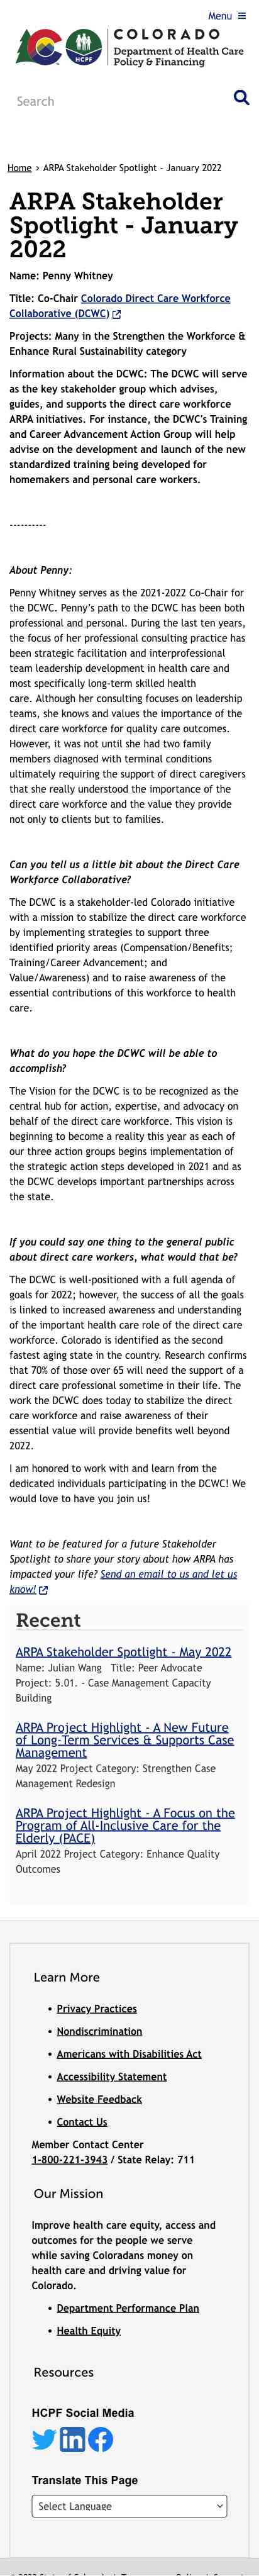 Menu ≡
COLORADO
Department of Health Care
Policy & Financing
HCPF
Search
Home › ARPA Stakeholder Spotlight - January 2022
ARPA Stakeholder
Spotlight - January
2022
Name: Penny Whitney
Title: Co-Chair Colorado Direct Care Workforce
Collaborative (DCWC)
Projects: Many in the Strengthen the Workforce &
Enhance Rural Sustainability category
Information about the DCWC: The DCWC will serve
as the key stakeholder group which advises,
guides, and supports the direct care workforce
ARPA initiatives. For instance, the DCWC's Training
and Career Advancement Action Group will help
advise on the development and launch of the new
standardized training being developed for
homemakers and personal care workers.
----------
About Penny:
Penny Whitney serves as the 2021-2022 Co-Chair for
the DCWC. Penny’s path to the DCWC has been both
professional and personal. During the last ten years,
the focus of her professional consulting practice has
been strategic facilitation and interprofessional
team leadership development in health care and
most specifically long-term skilled health
care. Although her consulting focuses on leadership
teams, she knows and values the importance of the
direct care workforce for quality care outcomes.
However, it was not until she had two family
members diagnosed with terminal conditions
ultimately requiring the support of direct caregivers
that she really understood the importance of the
direct care workforce and the value they provide
not only to clients but to families.
Can you tell us a little bit about the Direct Care
Workforce Collaborative?
The DCWC is a stakeholder-led Colorado initiative
with a mission to stabilize the direct care workforce
by implementing strategies to support three
identified priority areas (Compensation/Benefits;
Training/Career Advancement; and
Value/Awareness) and to raise awareness of the
essential contributions of this workforce to health
care.
What do you hope the DCWC will be able to
accomplish?
The Vision for the DCWC is to be recognized as the
central hub for action, expertise, and advocacy on
behalf of the direct care workforce. This vision is
beginning to become a reality this year as each of
our three action groups begins implementation of
the strategic action steps developed in 2021 and as
the DCWC develops important partnerships across
the state.
If you could say one thing to the general public
about direct care workers, what would that be?
The DCWC is well-positioned with a full agenda of
goals for 2022; however, the success of all the goals
is linked to increased awareness and understanding
of the important health care role of the direct care
workforce. Colorado is identified as the second
fastest aging state in the country. Research confirms
that 70% of those over 65 will need the support of a
direct care professional sometime in their life. The
work the DCWC does today to stabilize the direct
care workforce and raise awareness of their
essential value will provide benefits well beyond
2022.
I am honored to work with and learn from the
dedicated individuals participating in the DCWC! We
would love to have you join us!
Want to be featured for a future Stakeholder
Spotlight to share your story about how ARPA has
impacted your life? Send an email to us and let us
know!
Recent
ARPA Stakeholder Spotlight - May 2022
Name: Julian Wang Title: Peer Advocate
Project: 5.01. - Case Management Capacity
Building
ARPA Project Highlight - A New Future
of Long-Term Services & Supports Case
Management
May 2022 Project Category: Strengthen Case
Management Redesign
ARPA Project Highlight - A Focus on the
Program of All-Inclusive Care for the
Elderly (PACE)
April 2022 Project Category: Enhance Quality
Outcomes
Learn More
• Privacy Practices
• Nondiscrimination
• Americans with Disabilities Act
• Accessibility Statement
• Website Feedback
• Contact Us
Member Contact Center
1-800-221-3943 / State Relay: 711
Our Mission
Improve health care equity, access and
outcomes for the people we serve
while saving Coloradans money on
health care and driving value for
Colorado.
• Department Performance Plan
• Health Equity
Resources
HCPF Social Media
Translate This Page
Select Language